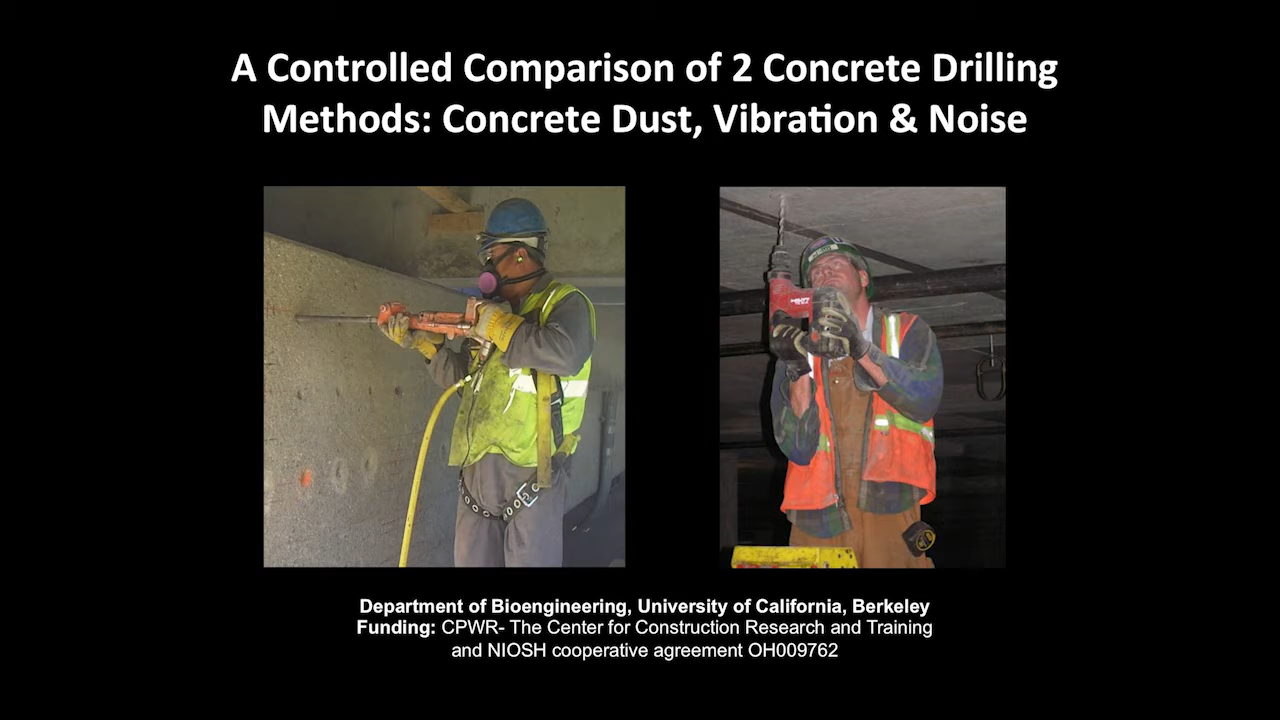 A Controlled Comparison of 2 Concrete Drilling
Methods: Concrete Dust, Vibration & Noise
HILTI
Department of Bioengineering, University of California, Berkeley
Funding: CPWR- The Center for Construction Research and Training
and NIOSH cooperative agreement OH009762